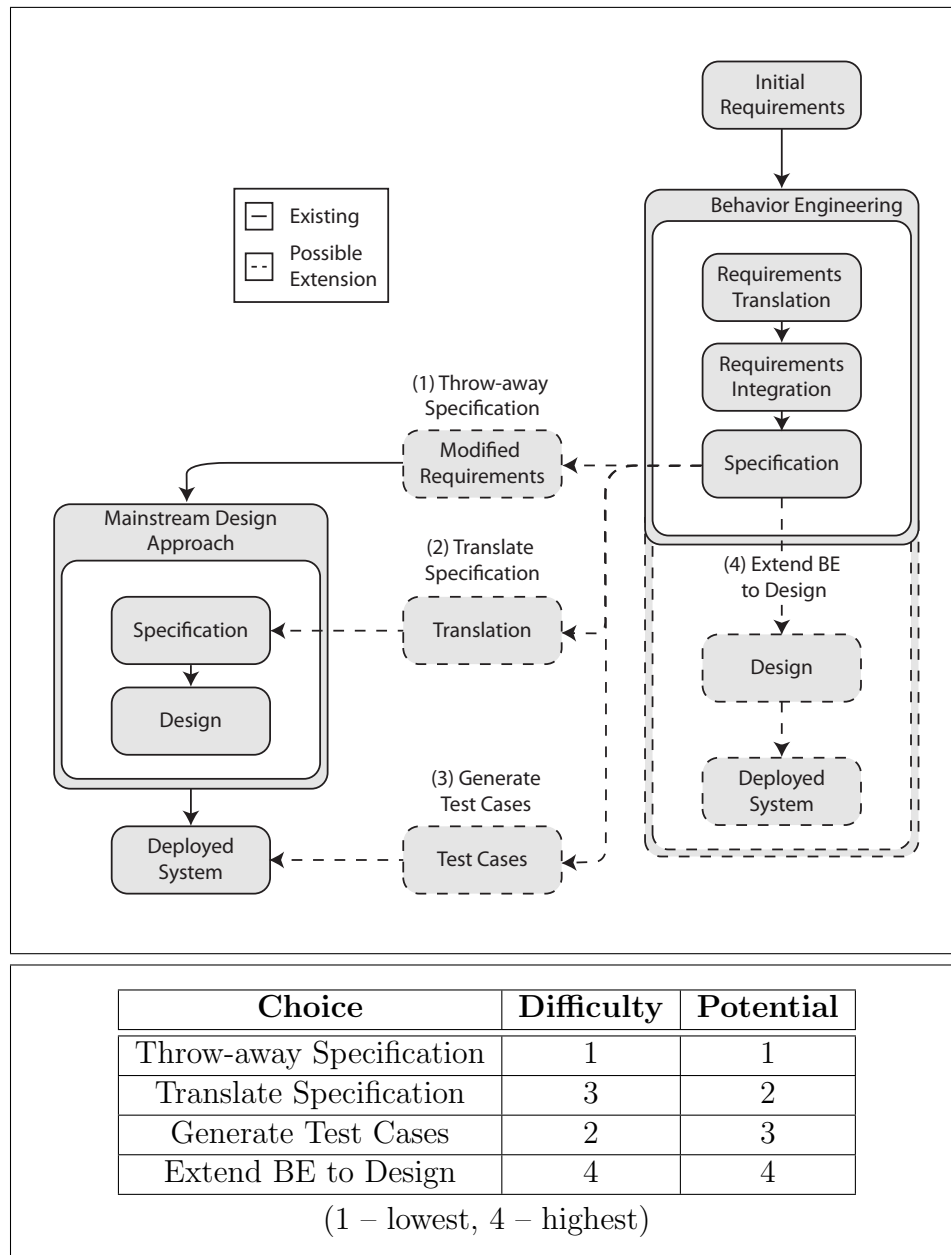 Initial
Requirements
Existing
Possible
Extension
Behavior Engineering
Requirements
Translation
Requirements
Integration
Specification
(1) Throw-away
Specification
Modified
Requirements
Mainstream Design
Approach
(2) Translate
Specification
Specification
Translation
Design
(4) Extend BE
to Design
Design
Deployed
System
(3) Generate
Test Cases
Test Cases
Deployed
System
Choice Difficulty Potential
Throw-away Specification 1 1
Translate Specification 3 2
Generate Test Cases 2 3
Extend BE to Design 4 4
(1 – lowest, 4 – highest)